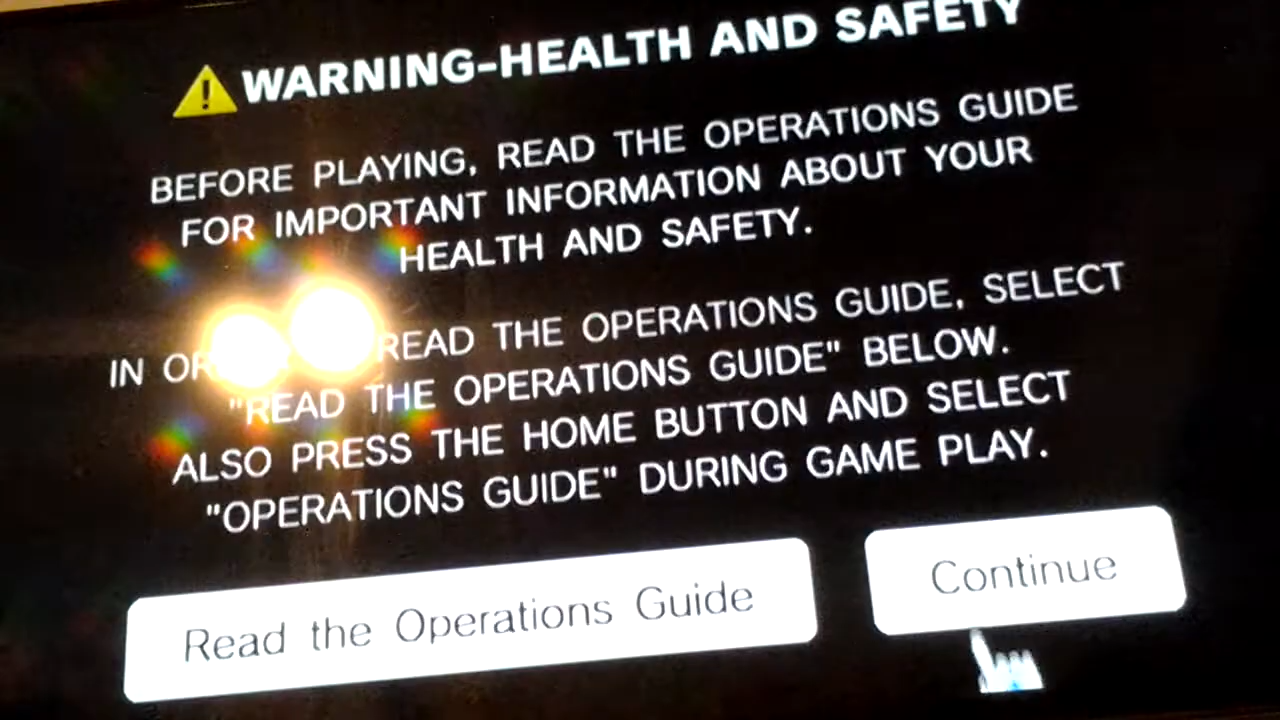 WARNING-HEALTH AND SAFETY
BEFORE PLAYING, READ THE OPERATIONS GUIDE
FOR IMPORTANT INFORMATION ABOUT YOUR
HEALTH AND SAFETY.
IN READ THE OPERATIONS GUIDE, SELECT
"READ THE OPERATIONS GUIDE" BELOW.
ALSO PRESS THE HOME BUTTON AND SELECT
"OPERATIONS GUIDE" DURING GAME PLAY.
Read the Operations Guide
Continue